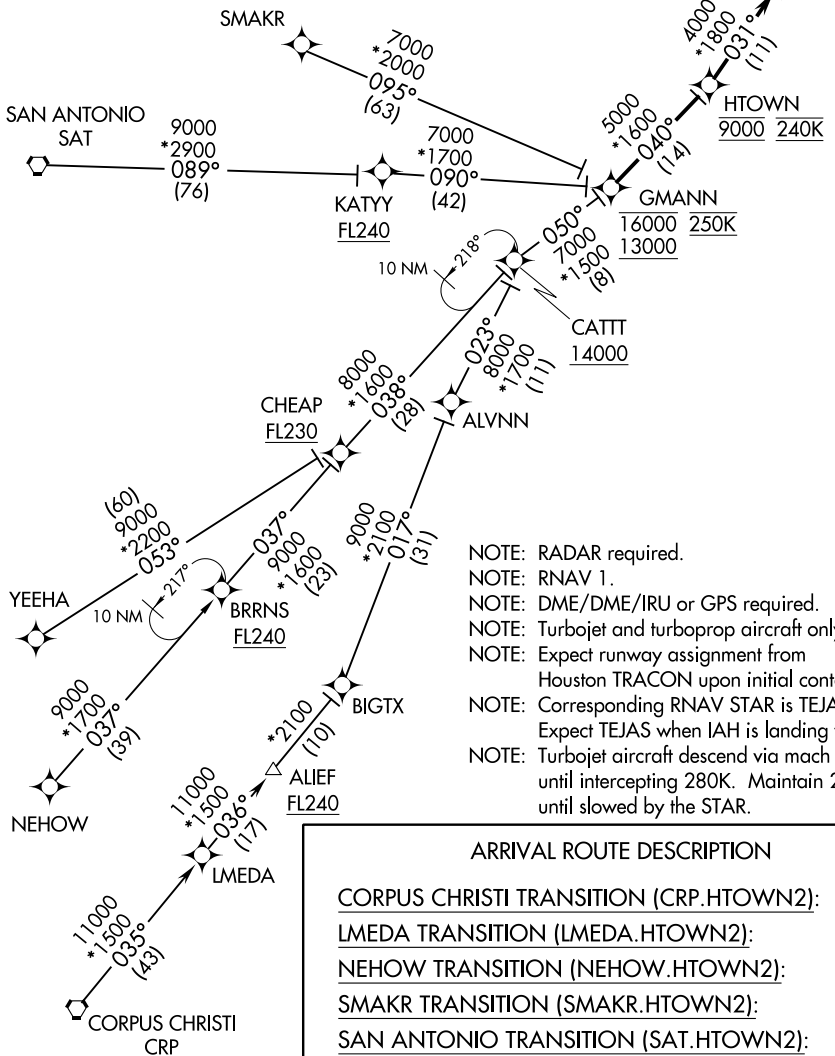 SMAKR
7000
*2000
095°
(63)
4000
*1800
031°
(11)
HTOWN
9000 240K
SAN ANTONIO
SAT
9000
*2900
089°
(76)
7000
*1700
090°
(42)
KATYY
FL240
5000
*1600
040°
(14)
GMANN
16000 250K
13000
050°
7000
*1500
(8)
218°
10 NM
CATTT
14000
023°
8000
*1700
(11)
8000
*1600
038°
(28)
CHEAP
FL230
ALVNN
(60)
9000
*2200
053°
037°
9000
*1600
(23)
9000
*2100
017°
(31)
YEEHA
217°
10 NM
BRRNS
FL240
9000
*1700
037°
(39)
NEHOW
BIGTX
*2100
(10)
ALIEF
FL240
11000
*1500
036°
(17)
LMEDA
11000
*1500
035°
(43)
CORPUS CHRISTI
CRP
NOTE: RADAR required.
NOTE: RNAV 1.
NOTE: DME/DME/IRU or GPS required.
NOTE: Turbojet and turboprop aircraft only
NOTE: Expect runway assignment from
Houston TRACON upon initial conta
NOTE: Corresponding RNAV STAR is TEJA
Expect TEJAS when IAH is landing
NOTE: Turbojet aircraft descend via mach
until intercepting 280K. Maintain 2
until slowed by the STAR.
ARRIVAL ROUTE DESCRIPTION
CORPUS CHRISTI TRANSITION (CRP.HTOWN2):
LMEDA TRANSITION (LMEDA.HTOWN2):
NEHOW TRANSITION (NEHOW.HTOWN2):
SMAKR TRANSITION (SMAKR.HTOWN2):
SAN ANTONIO TRANSITION (SAT.HTOWN2):